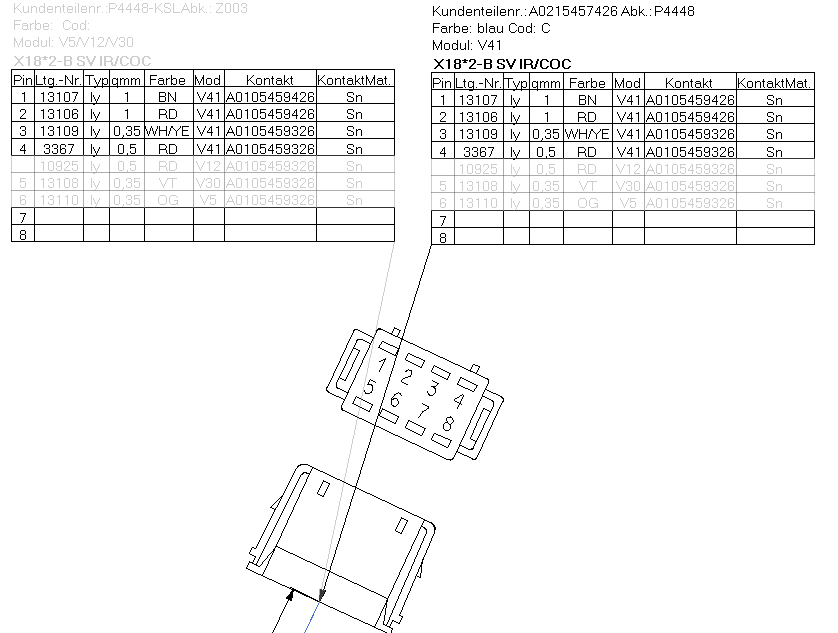 Kundenteilenr.:P4448-KSLAbk.: Z003
Farbe: Cod:
Modul: V5/V12/V30
X18*2-B SV IR/COC
Pin Ltg.-Nr. Typ qmm Farbe Mod Kontakt KontaktMat.
1 13107 ly 1 BN V41 A0105459426 Sn
2 13106 ly 1 RD V41 A0105459426 Sn
3 13109 ly 0,35 WH/YE V41 A0105459326 Sn
4 3367 ly 0,5 RD V41 A0105459326 Sn
10925 ly 0,5 RD V12 A0105459326 Sn
5 13108 ly 0,35 VT V30 A0105459326 Sn
6 13110 ly 0,35 OG V5 A0105459326 Sn
7
8
Kundenteilenr.: A0215457426 Abk.: P4448
Farbe: blau Cod: C
Modul: V41
X18*2-B SV IR/COC
Pin Ltg.-Nr. Typ qmm Farbe Mod Kontakt KontaktMat.
1 13107 ly 1 BN V41 A0105459426 Sn
2 13106 ly 1 RD V41 A0105459426 Sn
3 13109 ly 0,35 WH/YE V41 A0105459326 Sn
4 3367 ly 0,5 RD V41 A0105459326 Sn
10925 ly 0,5 RD V12 A0105459326 Sn
5 13108 ly 0,35 VT V30 A0105459326 Sn
6 13110 ly 0,35 OG V5 A0105459326 Sn
7
8
1 2 3 4
5 6 7 8